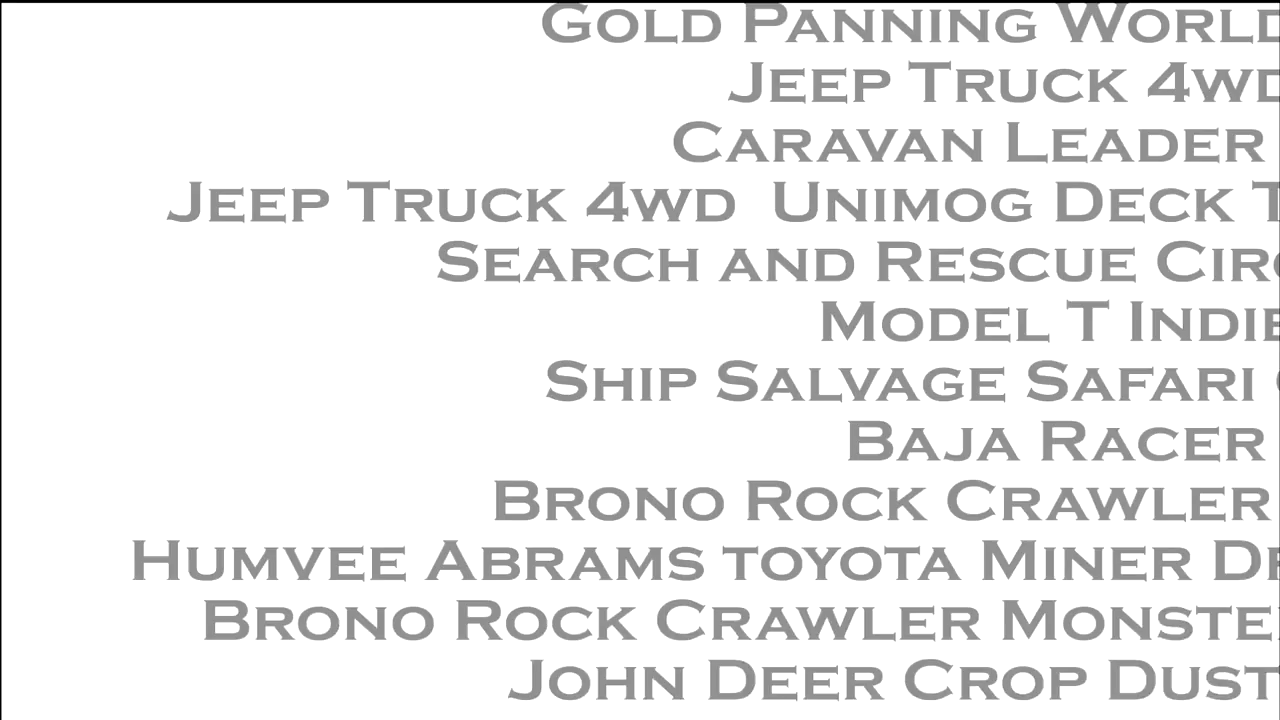 Gold Panning World
Jeep Truck 4wd
Caravan Leader
Jeep Truck 4wd Unimog Deck
Search and Rescue
Model T
Ship Salvage Safari
Baja Racer
Brono Rock Crawler
Humvee Abrams toyota Miner
Brono Rock Crawler
John Deer Crop